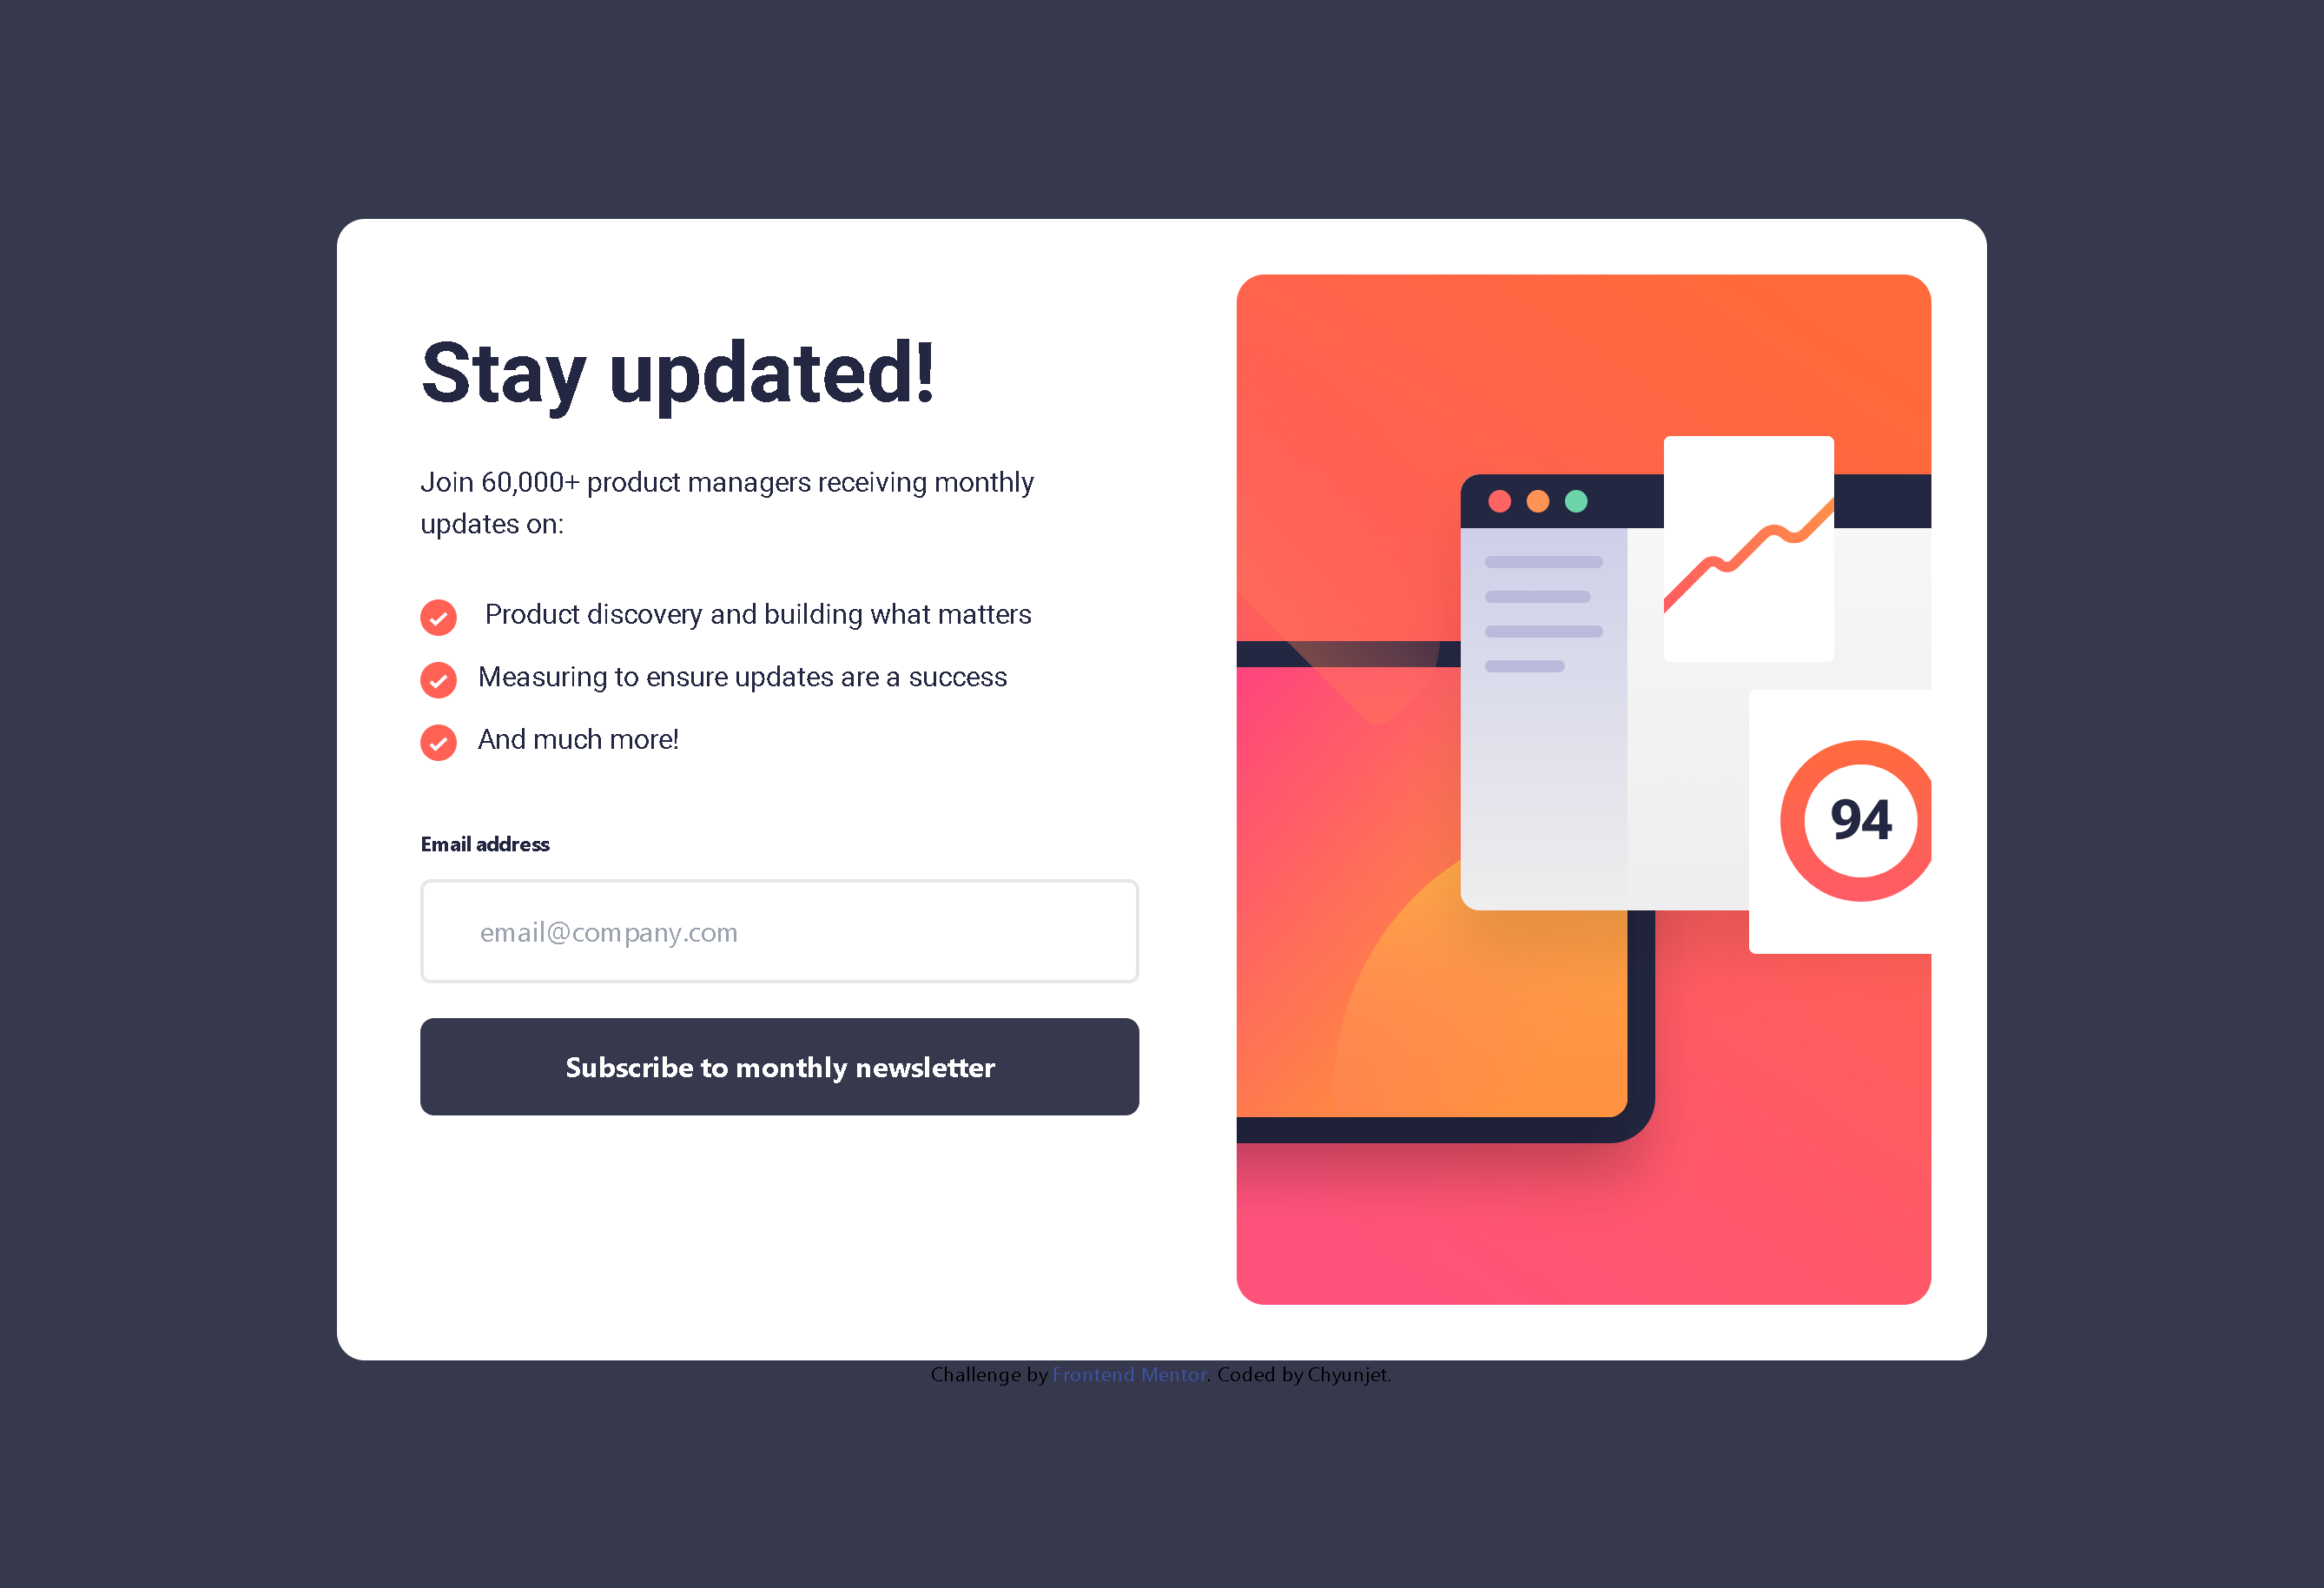 Stay updated!
Join 60,000+ product managers receiving monthly
updates on:
Product discovery and building what matters
Measuring to ensure updates are a success
And much more!
Email address
email@company.com
Subscribe to monthly newsletter
94
Challenge by Frontend Mentor. Coded by Chyunjet.